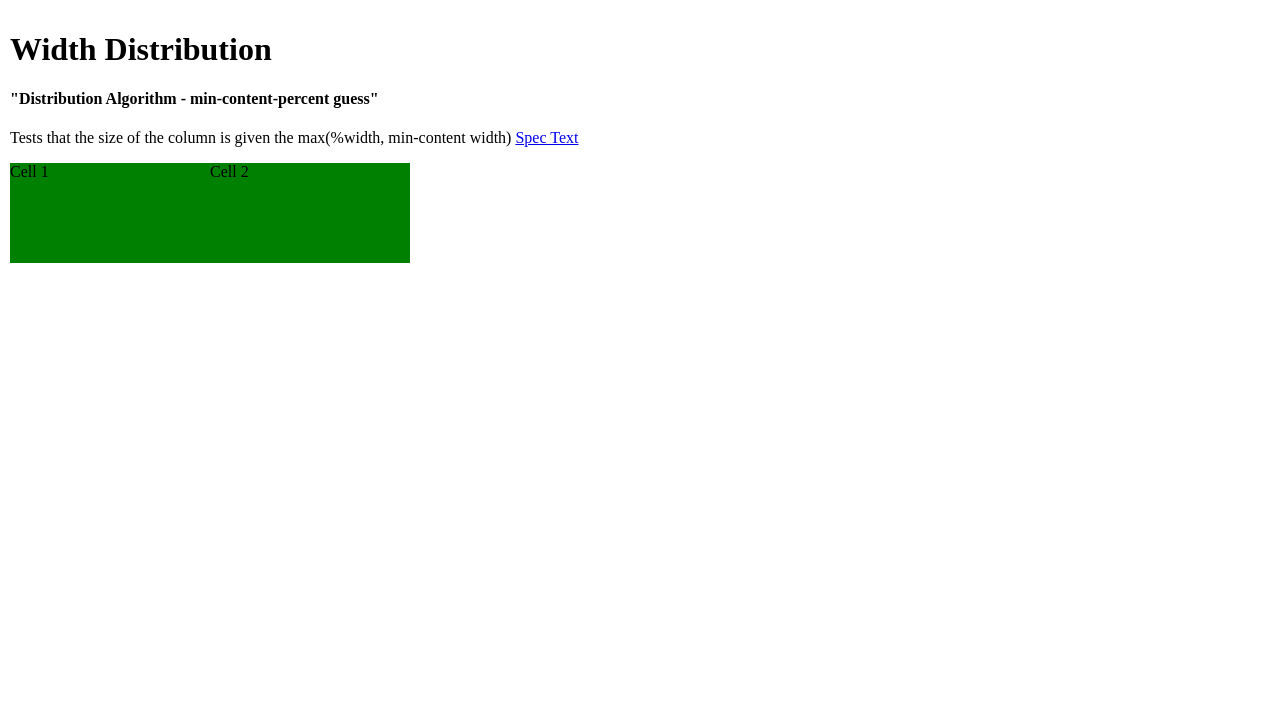 Width Distribution
"Distribution Algorithm - min-content-percent guess"
Tests that the size of the column is given the max(%width, min-content width) Spec Text
Cell 1 Cell 2